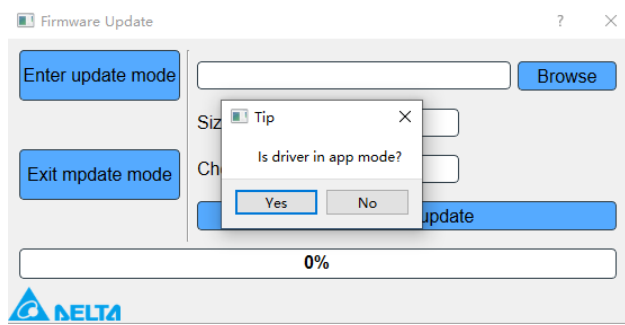 Firmware Update
Enter update mode
Browse
Siz
Tip
Is driver in app mode?
Exit mpdate mode
Ch
Yes
No
update
0%
DELTA